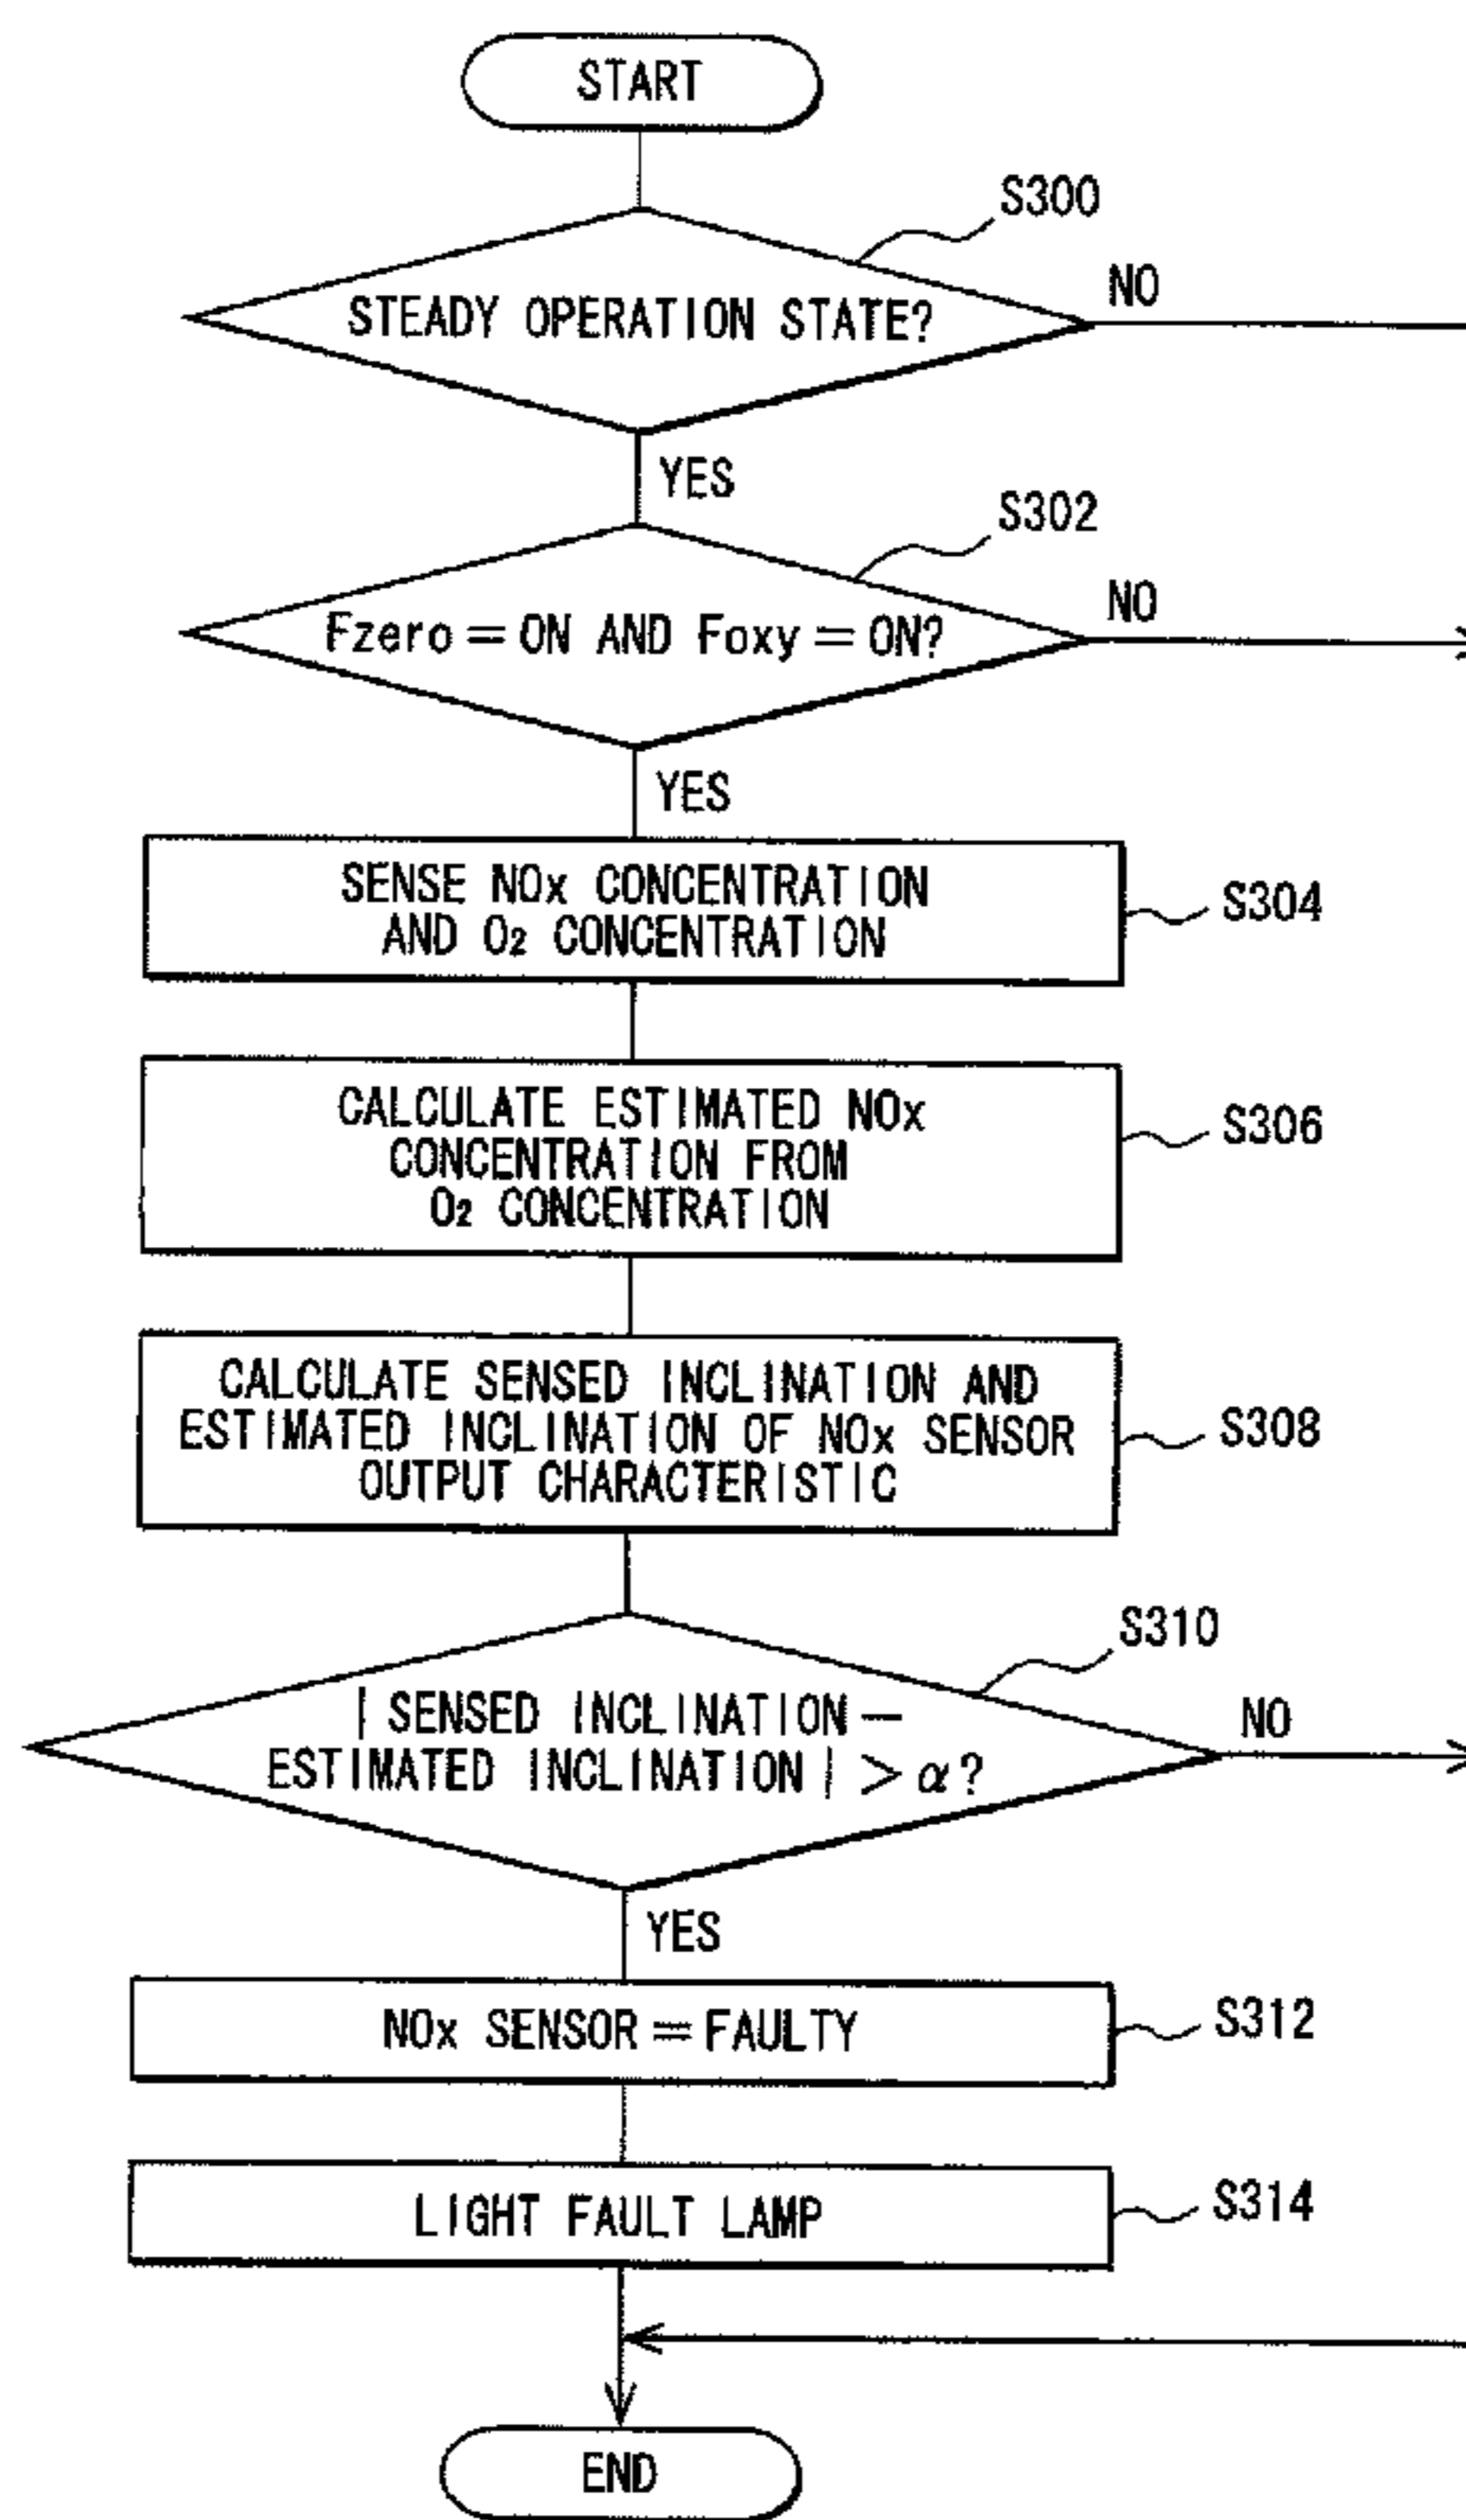 START
S300
STEADY OPERATION STATE?
NO
YES
S302
Fzero=ON AND Foxy=ON?
NO
YES
SENSE NOx CONCENTRATION
AND O₂ CONCENTRATION
S304
CALCULATE ESTIMATED NOx
CONCENTRATION FROM
O₂ CONCENTRATION
S306
CALCULATE SENSED INCLINATION AND
ESTIMATED INCLINATION OF NOx SENSOR
OUTPUT CHARACTERISTIC
S308
S310
| SENSED INCLINATION−
ESTIMATED INCLINATION | > α?
NO
YES
NOx SENSOR=FAULTY
S312
LIGHT FAULT LAMP
S314
END